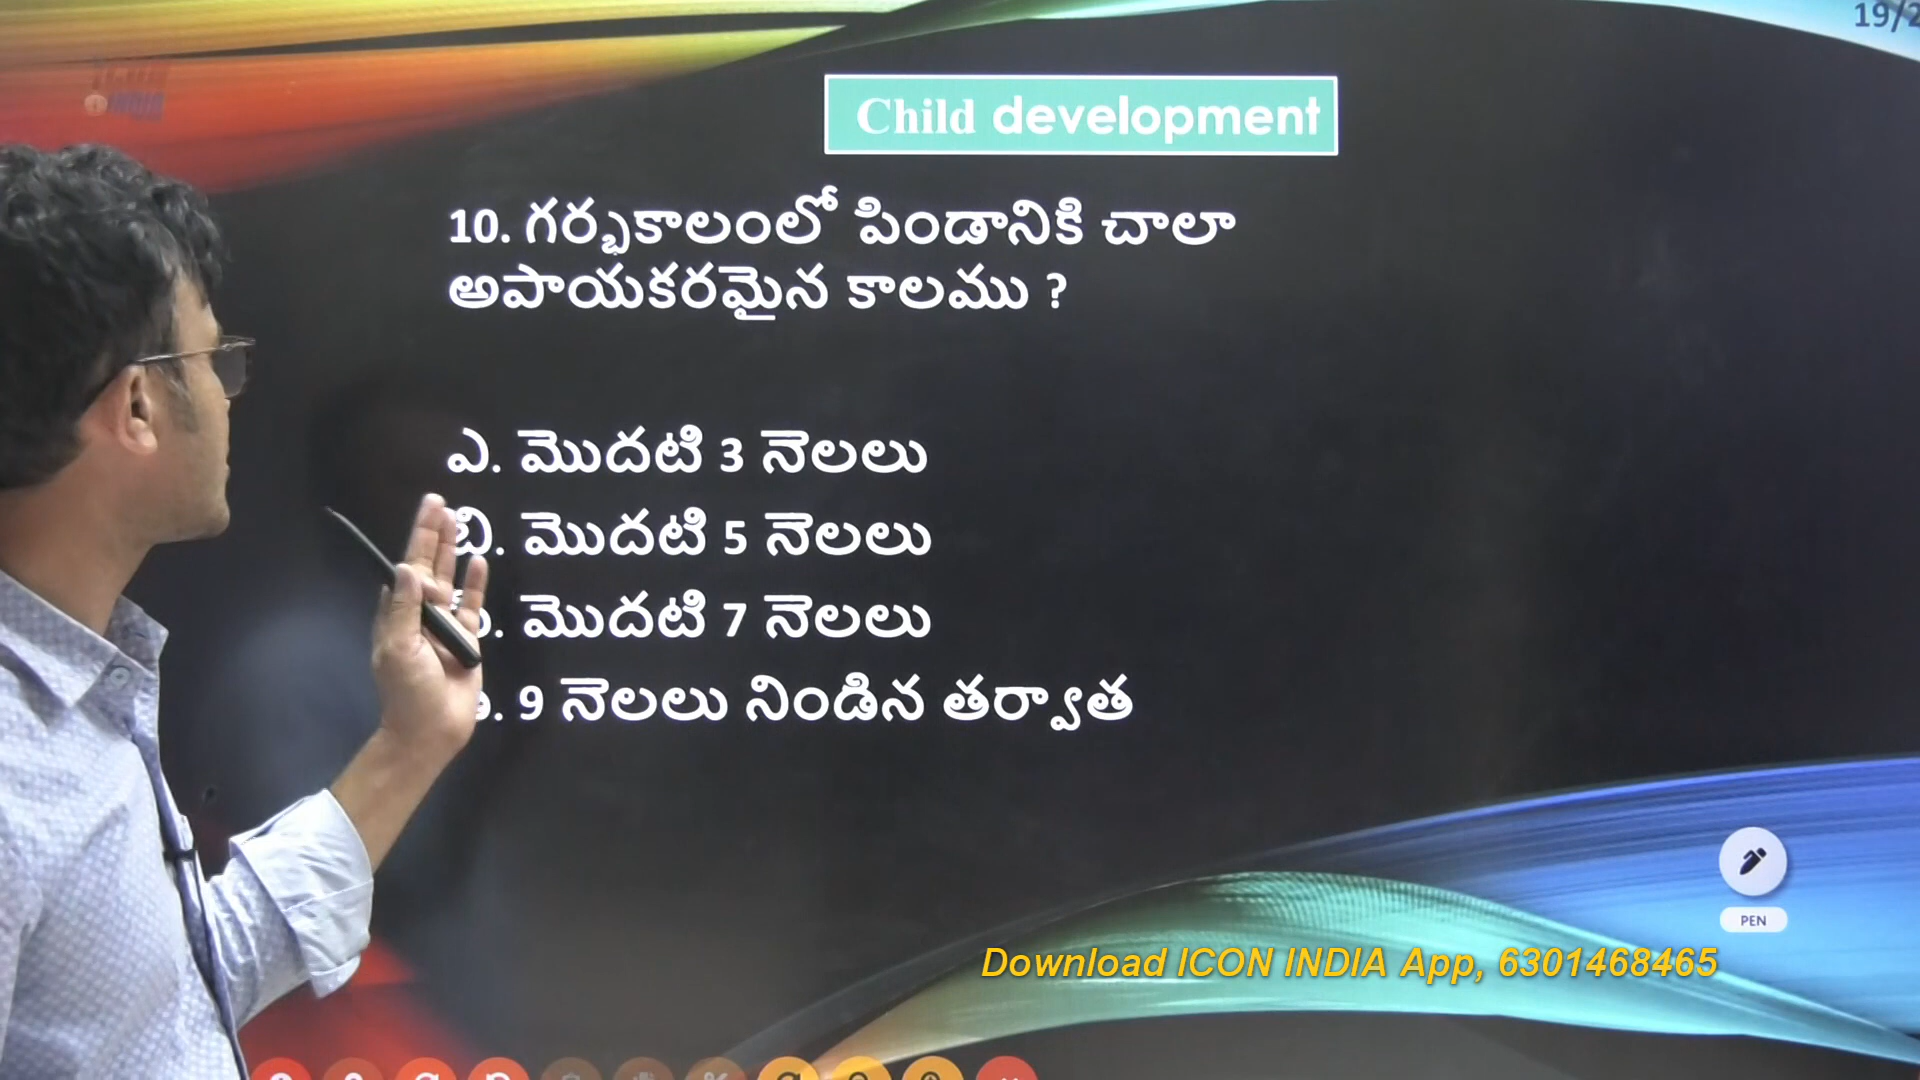 19/2
Child development
10. గర్భకాలంలో పిండానికి చాలా
అపాయకరమైన కాలము ?
ఎ. మొదటి 3 నెలలు
బి. మొదటి 5 నెలలు
మొదటి 7 నెలలు
9 నెలలు నిండిన తర్వాత
PEN
Download ICON INDIA App, 6301468465